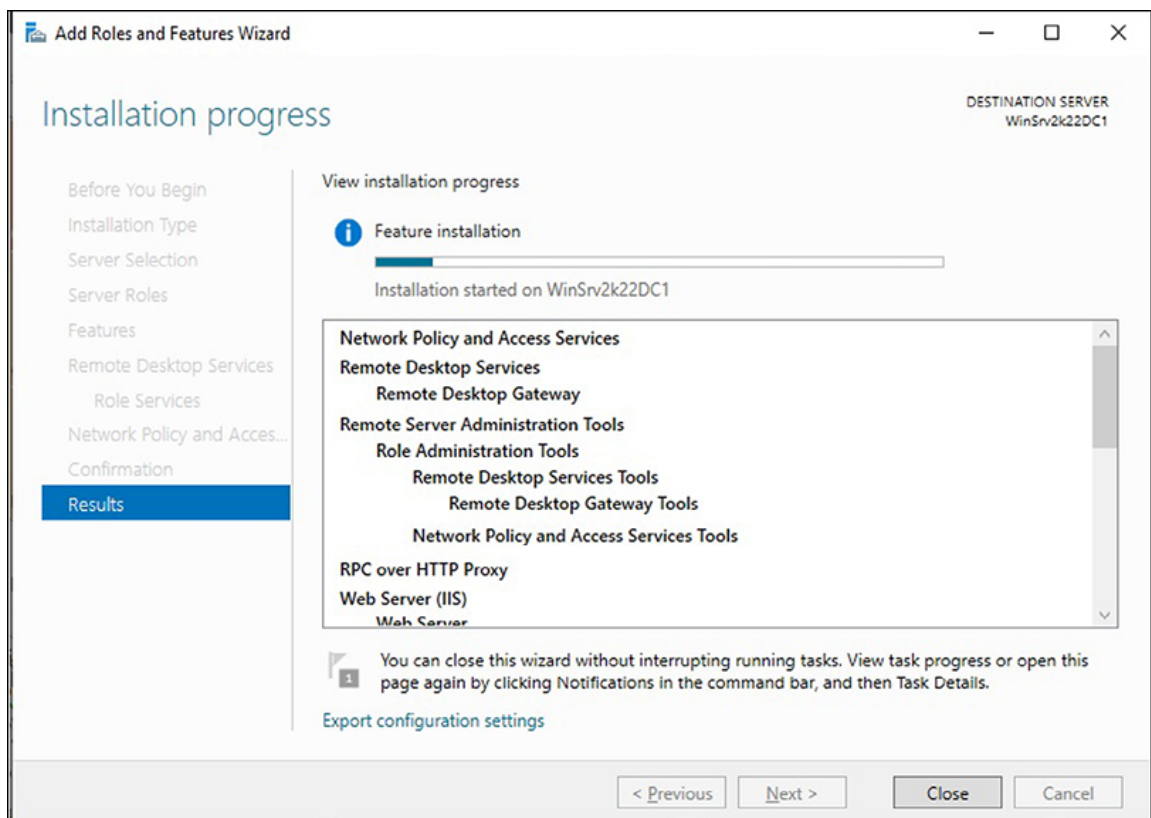 Add Roles and Features Wizard
Installation progress
DESTINATION SERVER
WinSrv2k22DC1
Before You Begin
Installation Type
Server Selection
Server Roles
Features
Remote Desktop Services
Role Services
Network Policy and Acces...
Confirmation
Results
View installation progress
Feature installation
Installation started on WinSrv2k22DC1
Network Policy and Access Services
Remote Desktop Services
Remote Desktop Gateway
Remote Server Administration Tools
Role Administration Tools
Remote Desktop Services Tools
Remote Desktop Gateway Tools
Network Policy and Access Services Tools
RPC over HTTP Proxy
Web Server (IIS)
Web Server
1
You can close this wizard without interrupting running tasks. View task progress or open this
page again by clicking Notifications in the command bar, and then Task Details.
Export configuration settings
< Previous
Next >
Close
Cancel